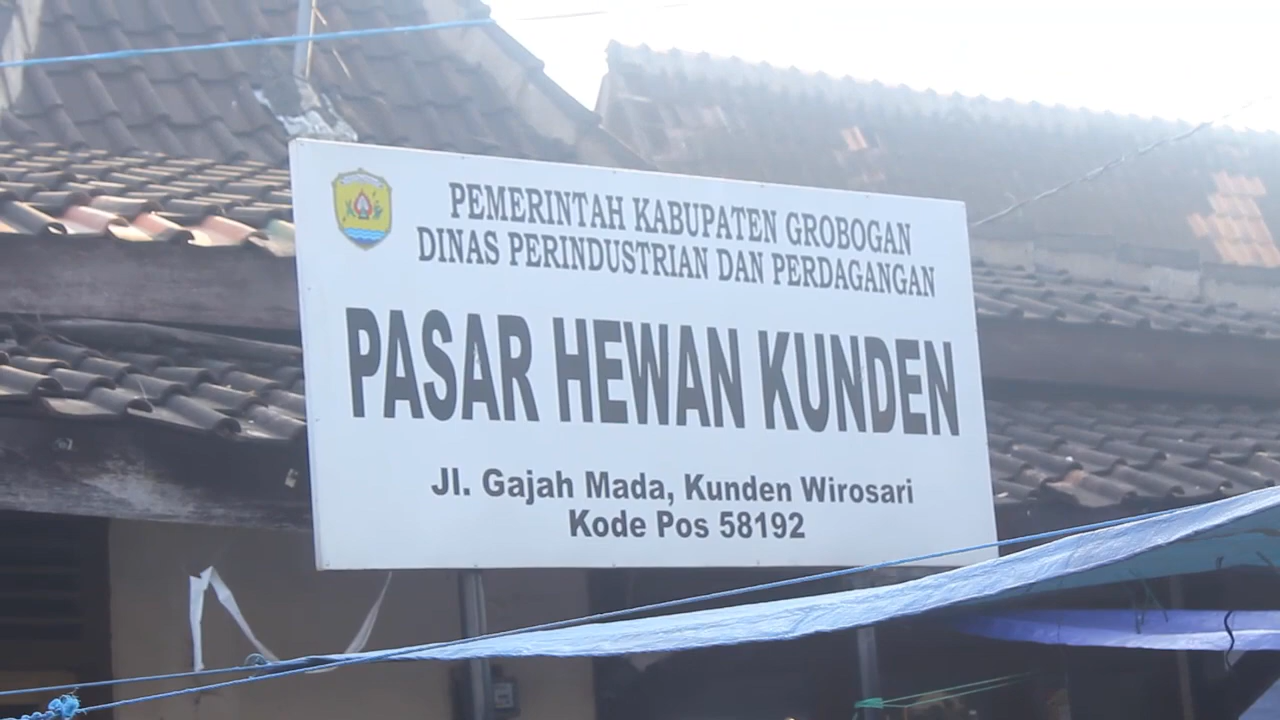 PEMERINTAH KABUPATEN GROBOGAN
DINAS PERINDUSTRIAN DAN PERDAGANGAN
PASAR HEWAN KUNDEN
Jl. Gajah Mada, Kunden Wirosari
Kode Pos 58192